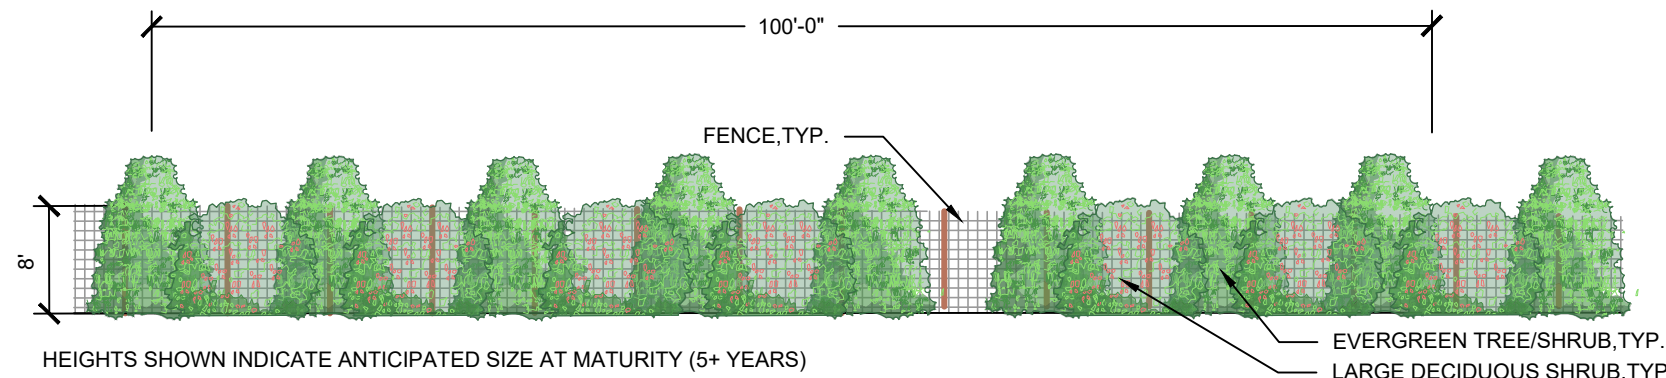 100'-0"
FENCE,TYP.
8'
EVERGREEN TREE/SHRUB,TYP.
HEIGHTS SHOWN INDICATE ANTICIPATED SIZE AT MATURITY (5+ YEARS)
LARGE DECIDUOUS SHRUB,TYP